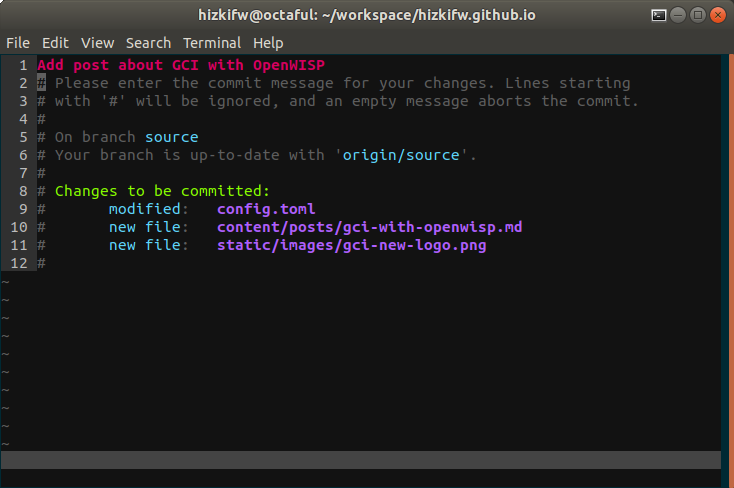 hizkifw@octaful: ~/workspace/hizkifw.github.io
File Edit View Search Terminal Help
1 Add post about GCI with OpenWISP
2 # Please enter the commit message for your changes. Lines starting
3 # with '#' will be ignored, and an empty message aborts the commit.
4 #
5 # On branch source
6 # Your branch is up-to-date with 'origin/source'.
7 #
8 # Changes to be committed:
9 #       modified:   config.toml
10 #       new file:   content/posts/gci-with-openwisp.md
11 #       new file:   static/images/gci-new-logo.png
12 #
~
~
~
~
~
~
~
~
~
~